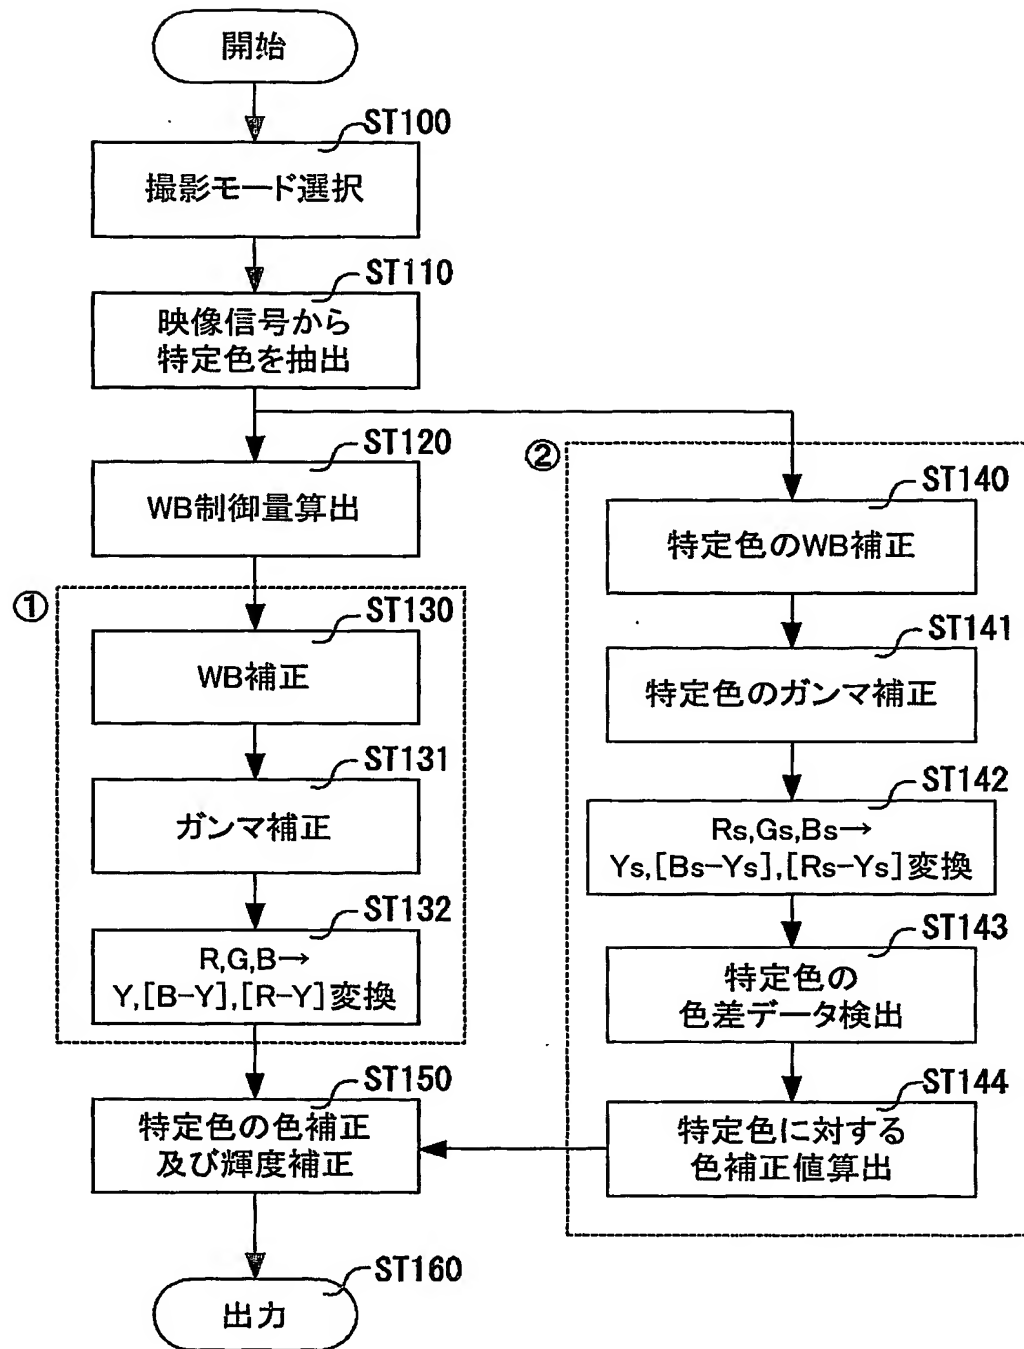 開始
ST100
撮影モード選択
ST110
映像信号から
特定色を抽出
ST120
WB制御量算出
①
ST130
WB補正
ST131
ガンマ補正
ST132
R,G,B→
Y,[B-Y],[R-Y]変換
②
ST140
特定色のWB補正
ST141
特定色のガンマ補正
ST142
Rs,Gs,Bs→
Ys,[Bs-Ys],[Rs-Ys]変換
ST143
特定色の
色差データ検出
ST144
特定色に対する
色補正値算出
ST150
特定色の色補正
及び輝度補正
ST160
出力